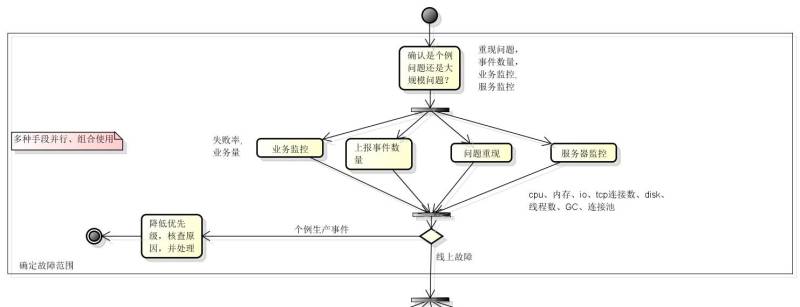 确认是个例
问题还是大
规模问题？
重现问题，
事件数量，
业务监控，
服务监控
多种手段并行、组合使用
失败率，
业务量
业务监控
上报事件数
量
问题重现
服务器监控
cpu、内存、io、tcp连接数、disk、
线程数、GC、连接池
降低优先
级，核查原
因，并处理
个例生产事件
线上故障
确定故障范围